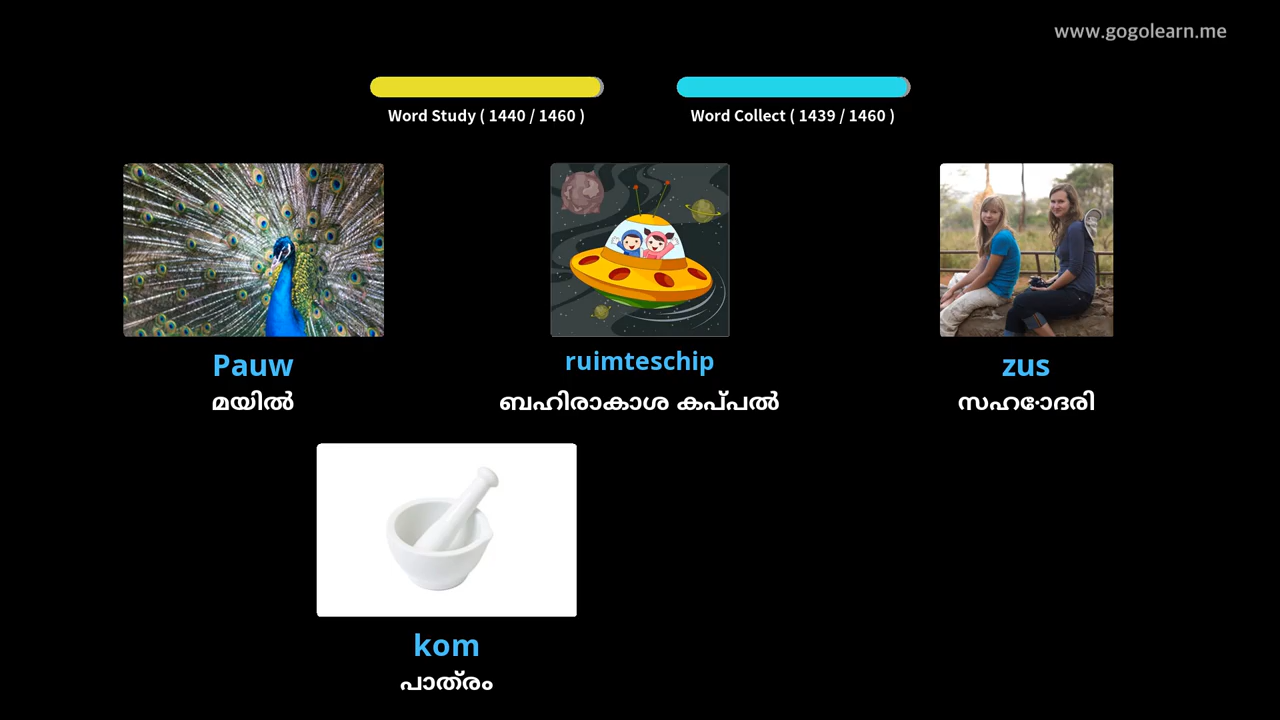 www.gogolearn.me
Word Study ( 1440 / 1460 )
Word Collect ( 1439 / 1460 )
Pauw
ruimteschip
zus
മയിൽ
ബഹിരാകാശ കപ്പൽ
സഹോദരി
kom
പാത്രം